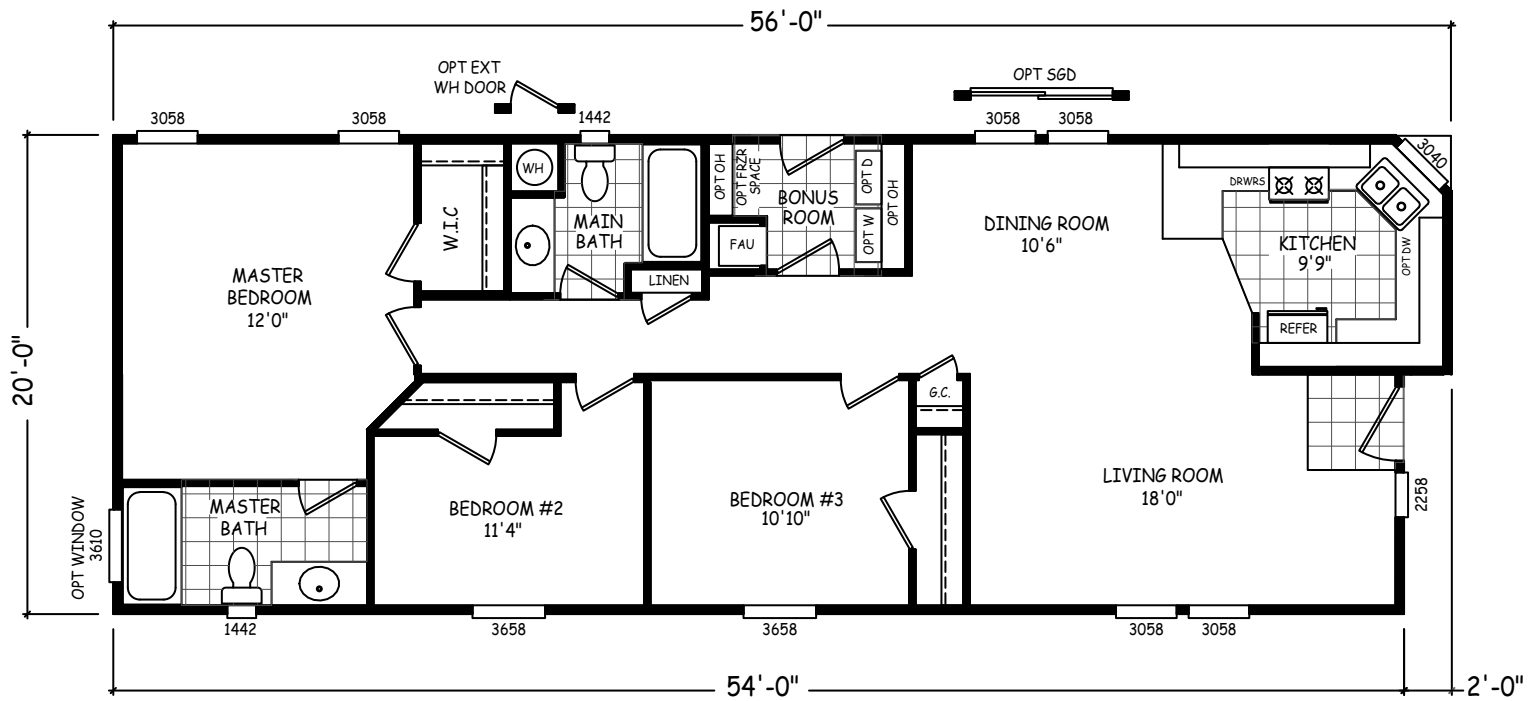 56'-0"
OPT EXT
WH DOOR
OPT SGD
3058
3058
1442
3058
3058
3040
WH
OPT OH
OPT FRZR
SPACE
OPT D
OPT OH
OPT W
BONUS
ROOM
FAU
DRWRS
W.I.C
MAIN
BATH
LINEN
DINING ROOM
10'6"
KITCHEN
9'9"
OPT DW
REFER
MASTER
BEDROOM
12'0"
20'-0"
G.C.
LIVING ROOM
18'0"
2258
BEDROOM #2
11'4"
BEDROOM #3
10'10"
MASTER
BATH
OPT WINDOW
3610
1442
3658
3658
3058
3058
54'-0"
2'-0"